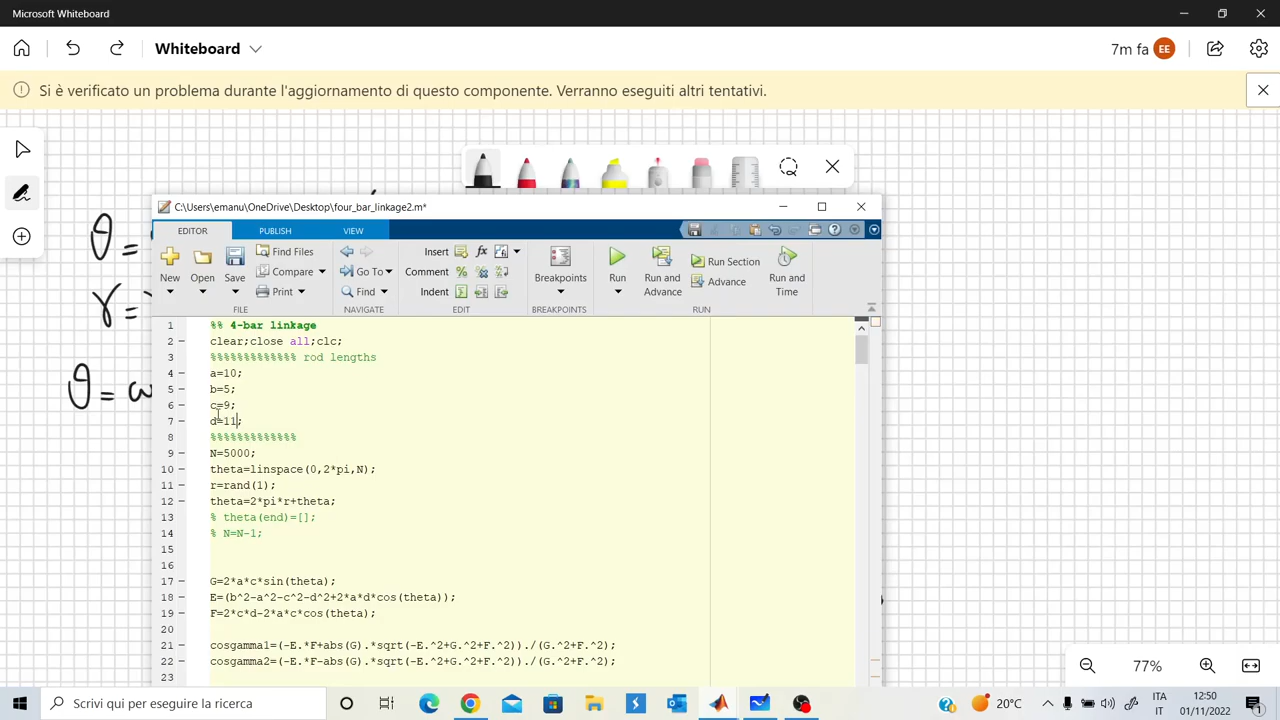 Microsoft Whiteboard
Whiteboard
7m fa EE
Si è verificato un problema durante l'aggiornamento di questo componente. Verranno eseguiti altri tentativi.
ϑ=
γ=
ϑ= ω
C:\Users\emanu\OneDrive\Desktop\four_bar_linkage2.m*
EDITOR PUBLISH VIEW
New Open Save Find Files Compare Print
Go To Find
Insert Comment Indent
Breakpoints
Run Run and Advance Run Section Advance Run and Time
FILE NAVIGATE EDIT BREAKPOINTS RUN
1 %% 4-bar linkage
2 clear;close all;clc;
3 %%%%%%%%%%%%% rod lengths
4 a=10;
5 b=5;
6 c=9;
7 d=11;
8 %%%%%%%%%%%%%
9 N=5000;
10 theta=linspace(0,2*pi,N);
11 r=rand(1);
12 theta=2*pi*r+theta;
13 % theta(end)=[];
14 % N=N-1;
15
16
17 G=2*a*c*sin(theta);
18 E=(b^2-a^2-c^2-d^2+2*a*d*cos(theta));
19 F=2*c*d-2*a*c*cos(theta);
20
21 cosgamma1=(-E.*F+abs(G).*sqrt(-E.^2+G.^2+F.^2))./(G.^2+F.^2);
22 cosgamma2=(-E.*F-abs(G).*sqrt(-E.^2+G.^2+F.^2))./(G.^2+F.^2);
23
77%
Scrivi qui per eseguire la ricerca
20°C
ITA
IT
12:50
01/11/2022
1